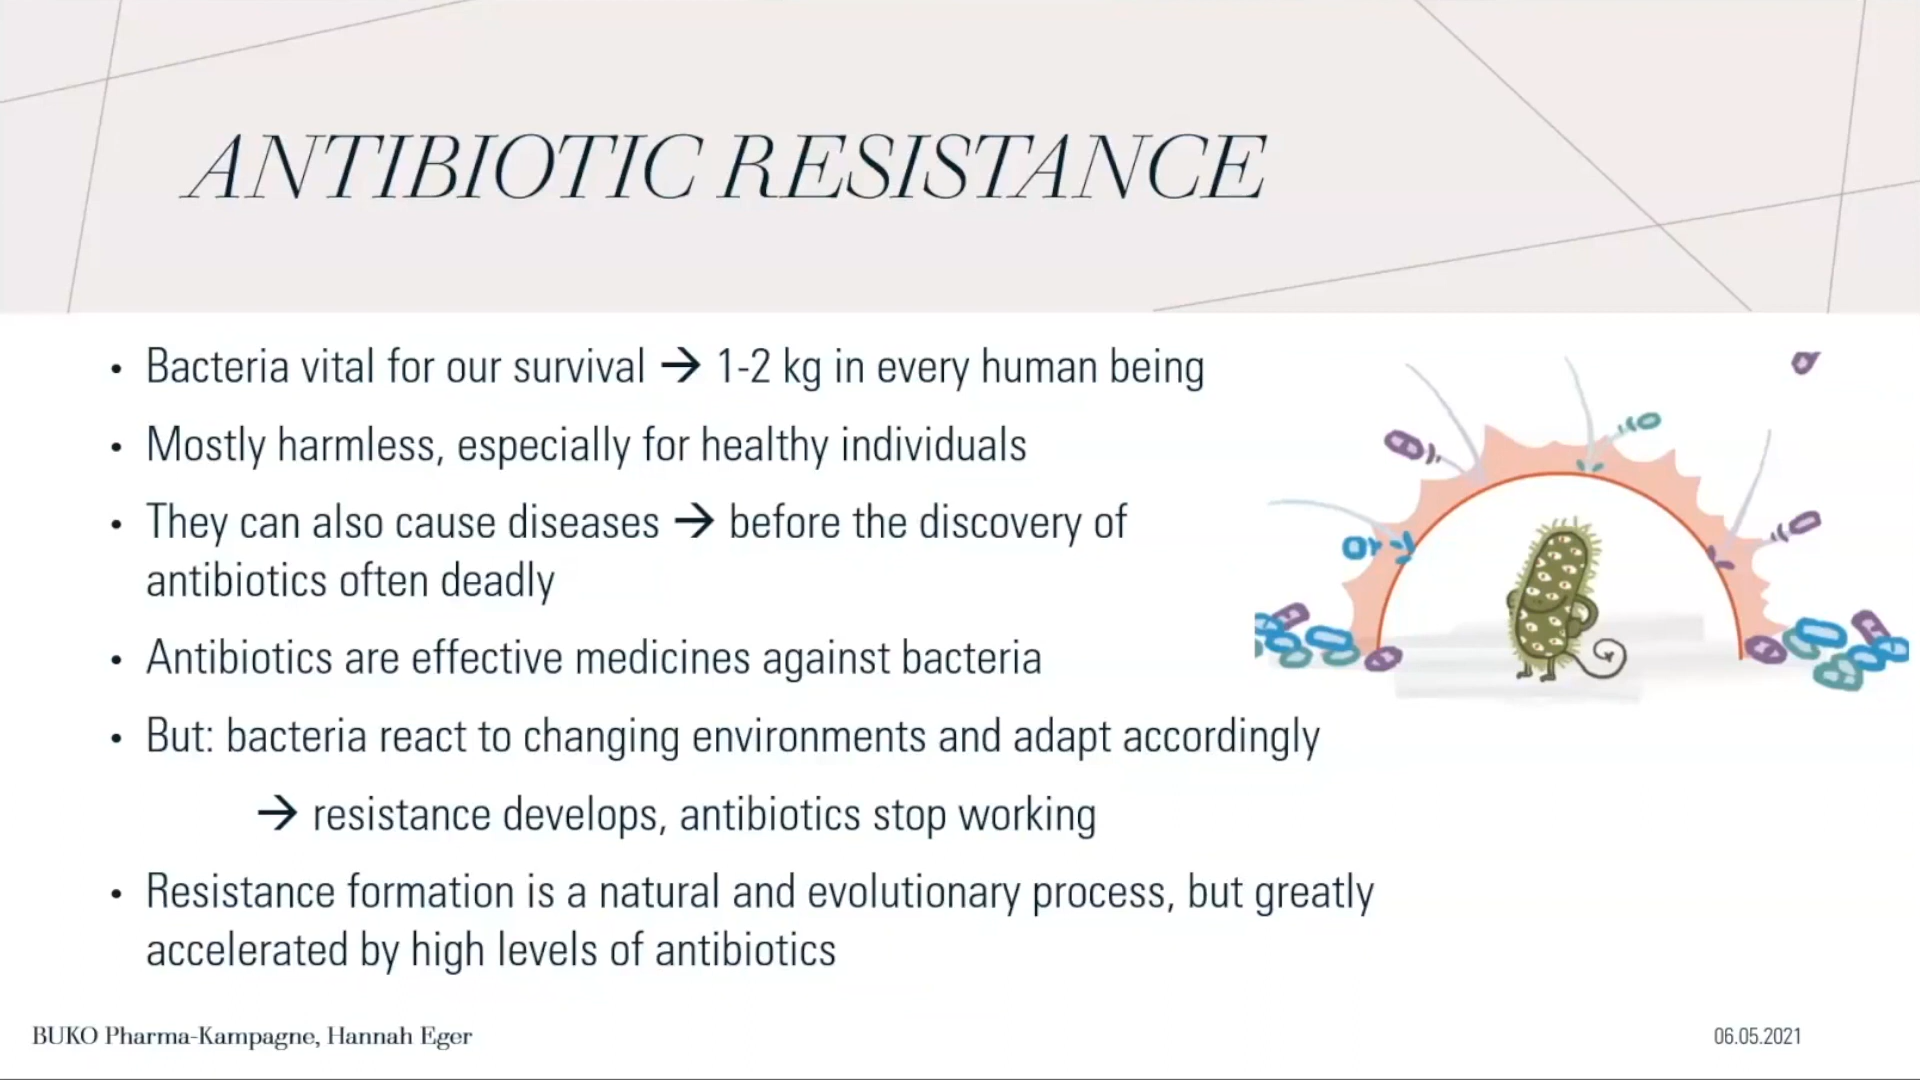 ANTIBIOTIC RESISTANCE
• Bacteria vital for our survival → 1-2 kg in every human being
• Mostly harmless, especially for healthy individuals
• They can also cause diseases → before the discovery of
antibiotics often deadly
• Antibiotics are effective medicines against bacteria
• But: bacteria react to changing environments and adapt accordingly
→ resistance develops, antibiotics stop working
• Resistance formation is a natural and evolutionary process, but greatly
accelerated by high levels of antibiotics
BUKO Pharma-Kampagne, Hannah Eger
06.05.2021